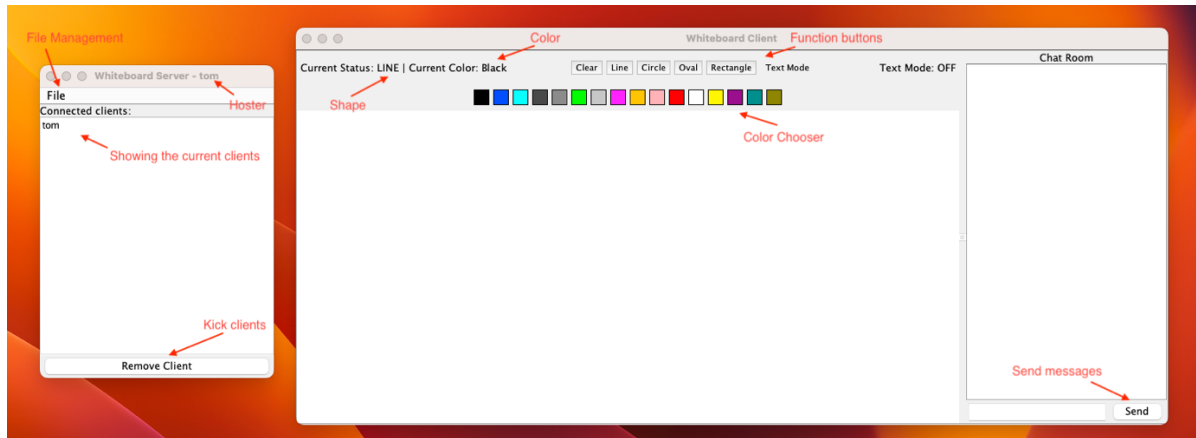 File Management
Whiteboard Server - tom
File
Hoster
Connected clients:
tom
Showing the current clients
Kick clients
Remove Client
Color
Whiteboard Client
Function buttons
Current Status: LINE | Current Color: Black
Clear
Line
Circle
Oval
Rectangle
Text Mode
Text Mode: OFF
Shape
Color Chooser
Chat Room
Send messages
Send